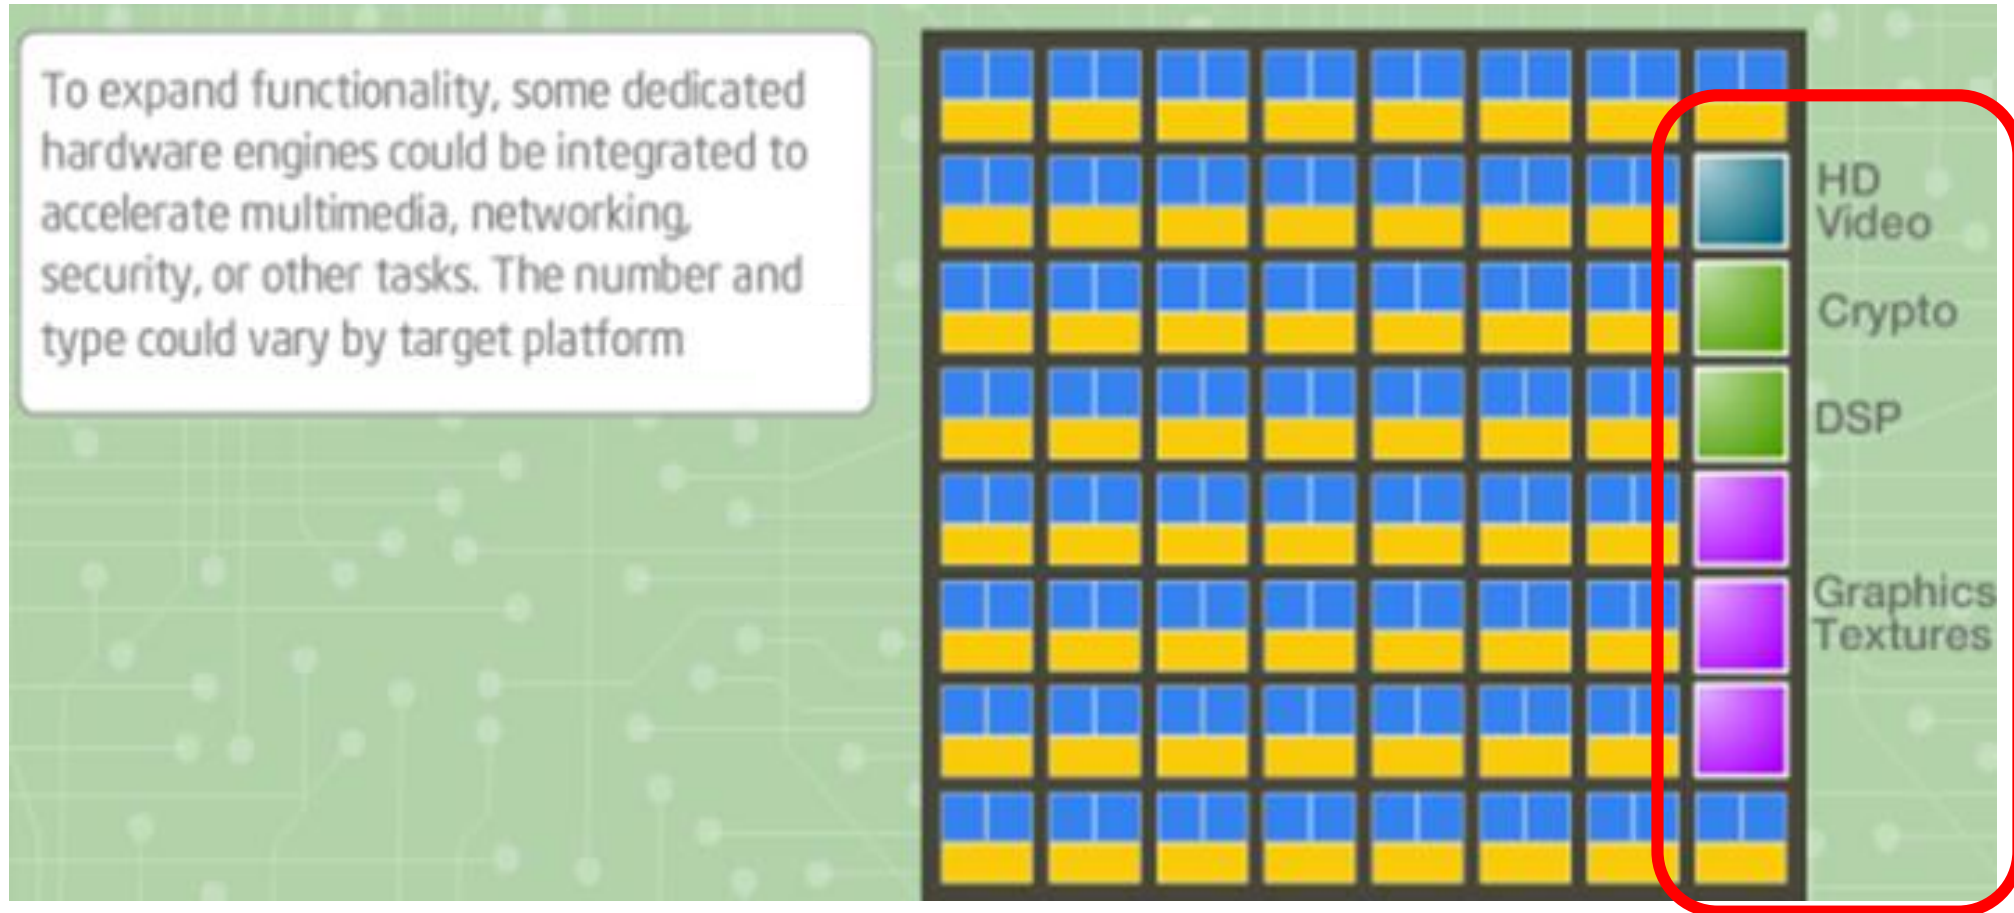 To expand functionality, some dedicated
hardware engines could be integrated to
accelerate multimedia, networking,
security, or other tasks. The number and
type could vary by target platform
HD
Video
Crypto
DSP
Graphics
Textures